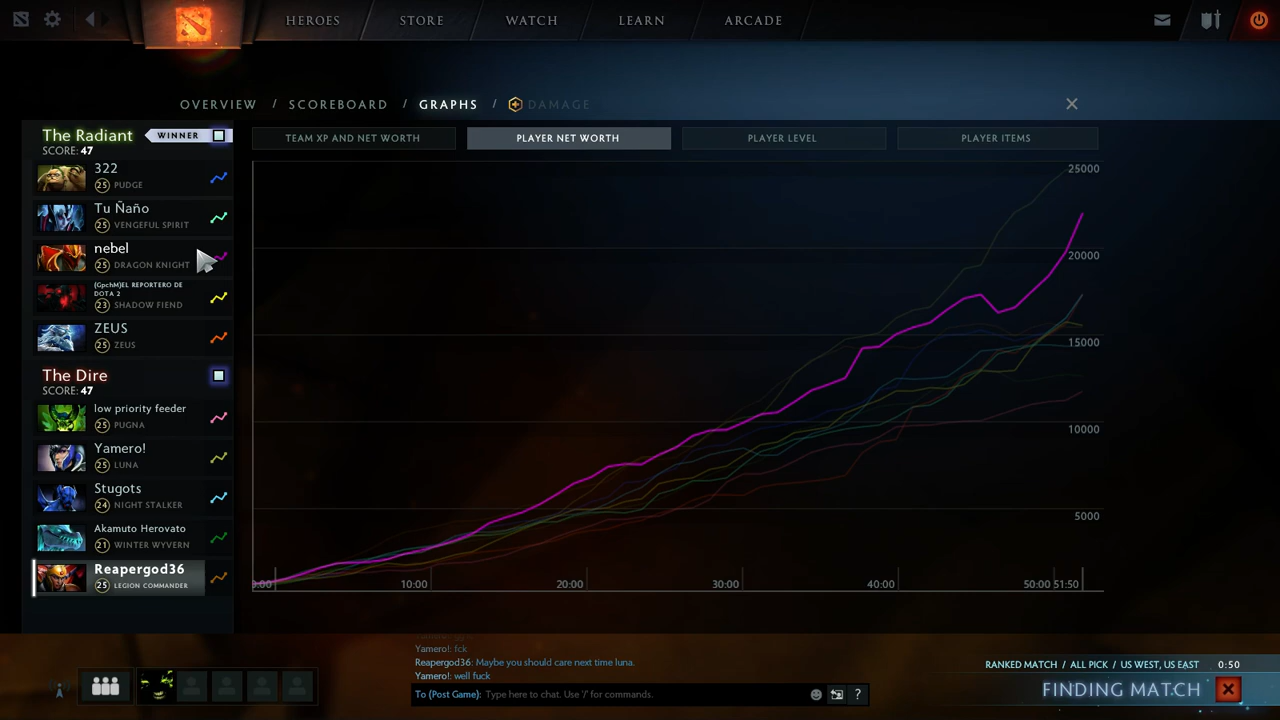 HEROES STORE WATCH LEARN ARCADE
OVERVIEW / SCOREBOARD / GRAPHS / DAMAGE
The Radiant WINNER
SCORE: 47
TEAM XP AND NET WORTH PLAYER NET WORTH PLAYER LEVEL PLAYER ITEMS
322
25 PUDGE
Tu Ñaño
25 VENGEFUL SPIRIT
nebel
25 DRAGON KNIGHT
(GpchM)EL REPORTERO DE
DOTA 2
23 SHADOW FIEND
ZEUS
25 ZEUS
The Dire
SCORE: 47
low priority feeder
25 PUGNA
Yamero!
25 LUNA
Stugots
24 NIGHT STALKER
Akamuto Herovato
21 WINTER WYVERN
Reapergod36
25 LEGION COMMANDER
25000
20000
15000
10000
5000
0:00 10:00 20:00 30:00 40:00 50:00 51:50
Yamero!: fck
Reapergod36: Maybe you should care next time luna.
Yamero!: well fuck
To (Post Game): Type here to chat. Use '/' for commands. ?
RANKED MATCH / ALL PICK / US WEST, US EAST 0:50
FINDING MATCH